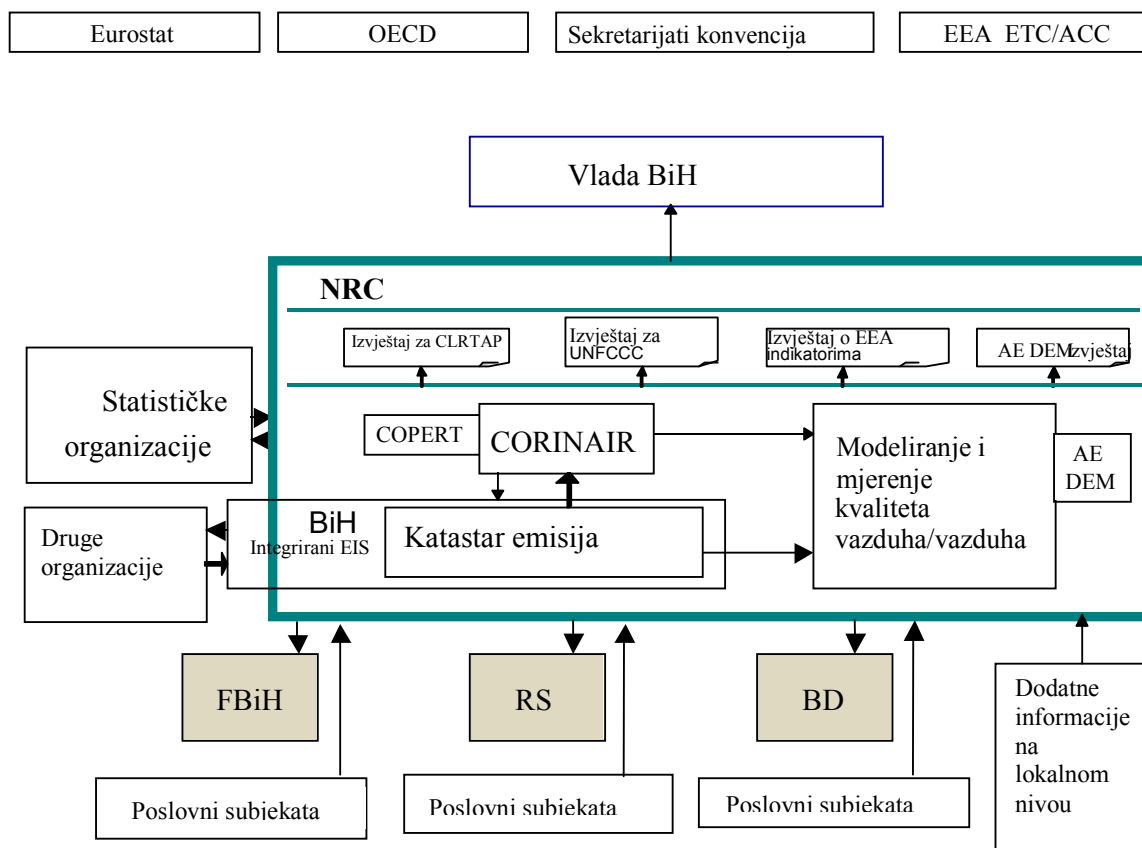 Eurostat
OECD
Sekretarijati konvencija
EEA ETC/ACC
Vlada BiH
NRC
Izvještaj za CLRTAP
Izvještaj za
UNFCCC
Izvještaj o EEA
indikatorima
AE DEM Izvještaj
Statističke
organizacije
COPERT
CORINAIR
Modeliranje i
mjerenje
kvaliteta
vazduha/vazduha
AE
DEM
Druge
organizacije
BiH
Integrirani EIS
Katastar emisija
FBiH
RS
BD
Dodatne
informacije
na
lokalnom
nivou
Poslovni subjekata
Poslovni subjekata
Poslovni subjekata